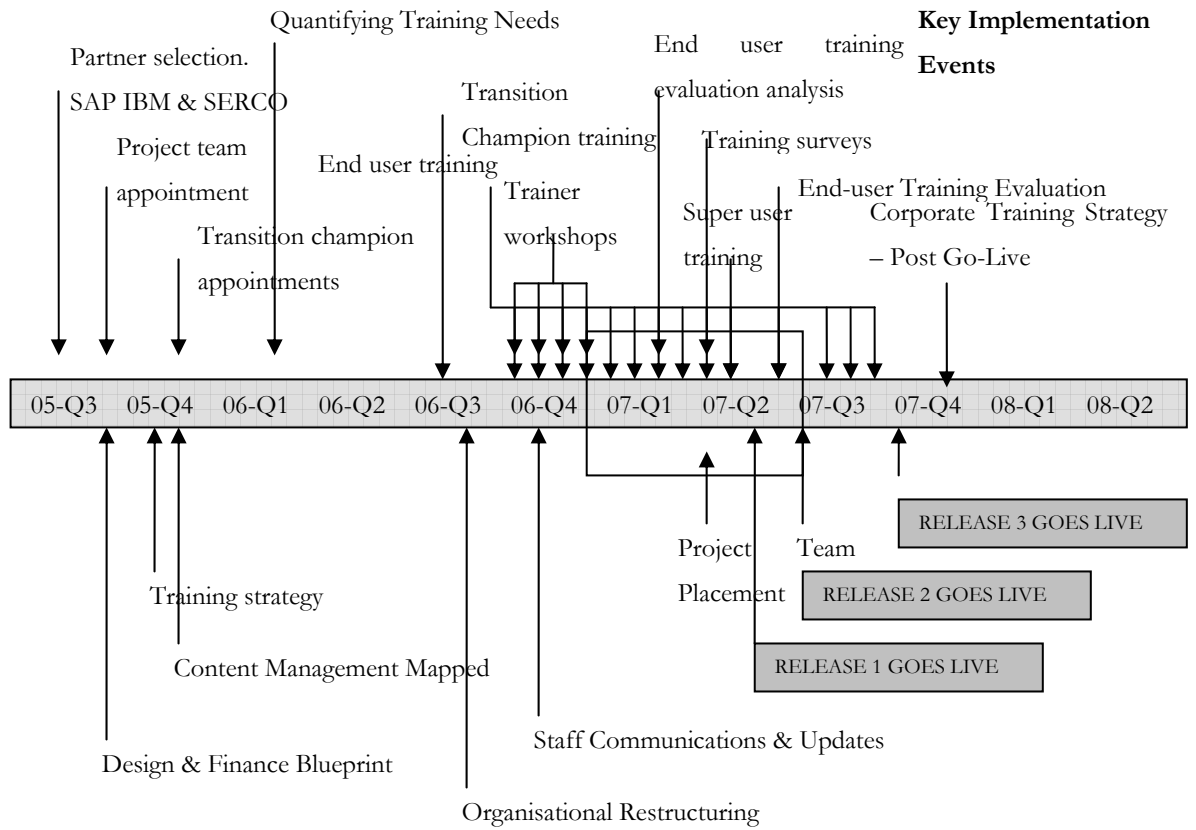 Quantifying Training Needs
Key Implementation
Events
End user training
evaluation analysis
Partner selection.
SAP IBM & SERCO
Transition
Champion training
Project team
appointment
End user training
Training surveys
Trainer
workshops
End-user Training Evaluation
Super user
training
Corporate Training Strategy
– Post Go-Live
Transition champion
appointments
05-Q3 05-Q4 06-Q1 06-Q2 06-Q3 06-Q4 07-Q1 07-Q2 07-Q3 07-Q4 08-Q1 08-Q2
RELEASE 3 GOES LIVE
Project Team
Placement
RELEASE 2 GOES LIVE
Training strategy
Content Management Mapped
RELEASE 1 GOES LIVE
Staff Communications & Updates
Design & Finance Blueprint
Organisational Restructuring